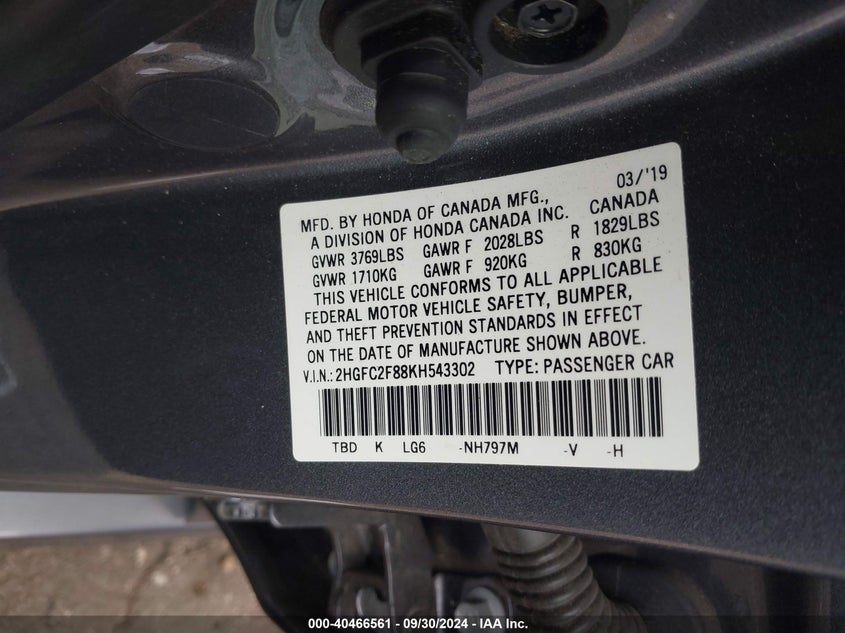 03/'19
MFD. BY HONDA OF CANADA MFG.,
A DIVISION OF HONDA CANADA INC. CANADA
GVWR 3769LBS GAWR F 2028LBS R 1829LBS
GVWR 1710KG GAWR F 920KG R 830KG
THIS VEHICLE CONFORMS TO ALL APPLICABLE
FEDERAL MOTOR VEHICLE SAFETY, BUMPER,
AND THEFT PREVENTION STANDARDS IN EFFECT
ON THE DATE OF MANUFACTURE SHOWN ABOVE.
V.I.N.: 2HGFC2F88KH543302 TYPE: PASSENGER CAR
TBD K LG6 -NH797M -V -H
000-40466561 - 09/30/2024 - IAA Inc.